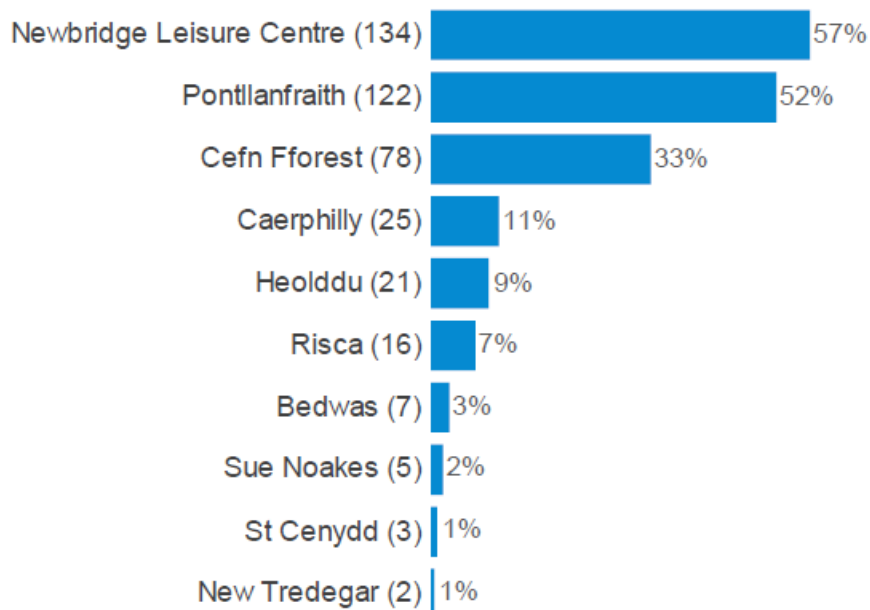 Newbridge Leisure Centre (134) 57%
Pontllanfraith (122) 52%
Cefn Fforest (78) 33%
Caerphilly (25) 11%
Heolddu (21) 9%
Risca (16) 7%
Bedwas (7) 3%
Sue Noakes (5) 2%
St Cenydd (3) 1%
New Tredegar (2) 1%